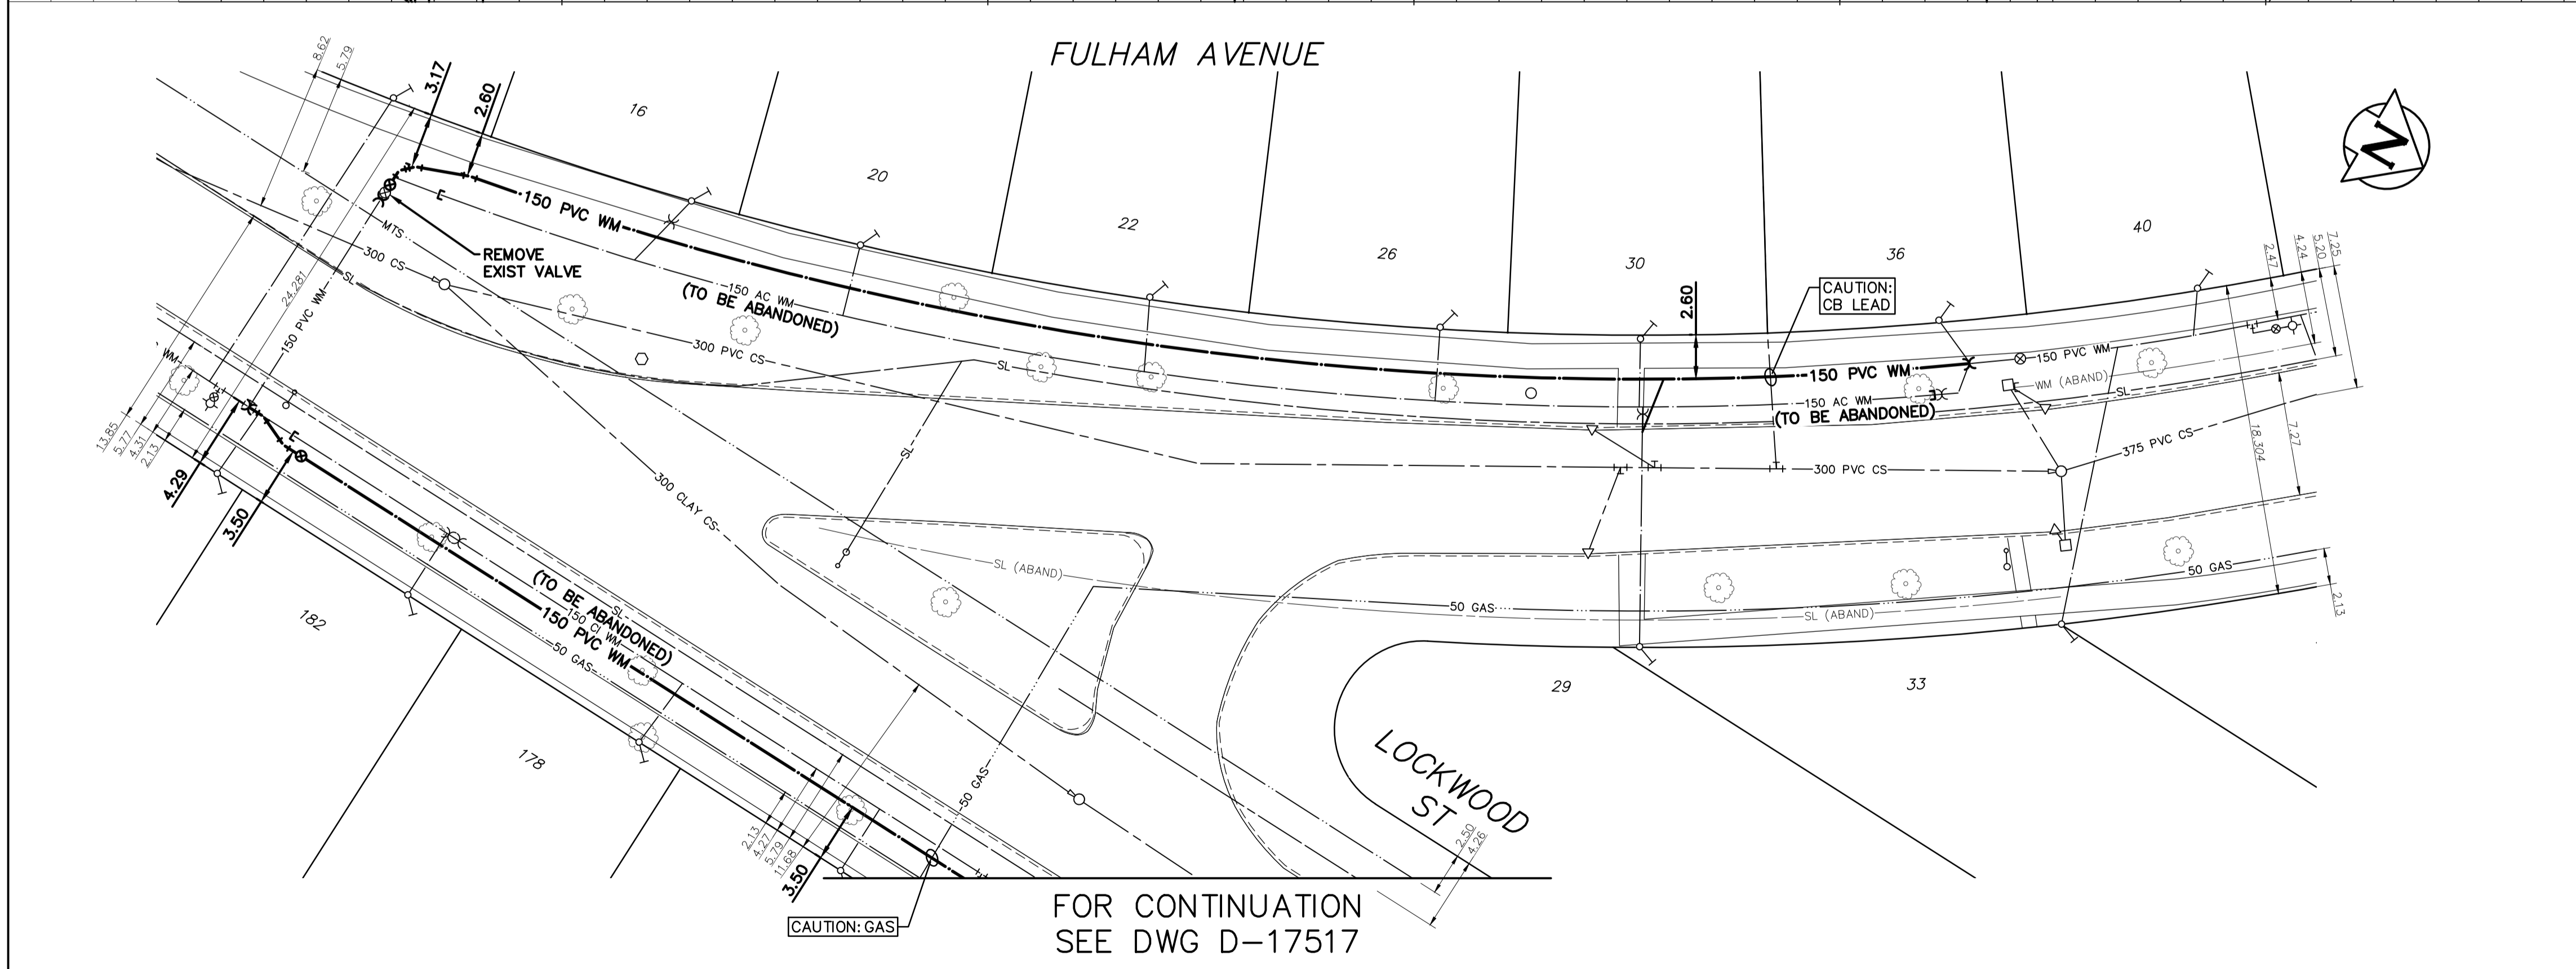 FULHAM AVENUE
8.62
5.79
3.17
2.60
16
20
22
26
30
36
40
N
150 PVC WM
REMOVE
EXIST VALVE
MTS
300 CS
SL
24.281
150 PVC WM
150 AC WM
(TO BE ABANDONED)
300 PVC CS
SL
2.60
CAUTION:
CB LEAD
150 PVC WM
150 AC WM
(TO BE ABANDONED)
150 PVC WM
WM (ABAND)
SL
2.47
4.24
5.20
7.25
375 PVC CS
18.304
7.27
300 PVC CS
WM
13.85
5.77
4.31
2.13
4.29
3.50
SL
300 CLAY CS
SL (ABAND)
50 GAS
SL (ABAND)
50 GAS
2.13
182
178
(TO BE ABANDONED)
SL
150 CI WM
150 PVC WM
50 GAS
29
33
LOCKWOOD
ST
50 GAS
2.13
4.27
5.79
11.68
3.50
2.50
4.26
CAUTION: GAS
FOR CONTINUATION
SEE DWG D-17517